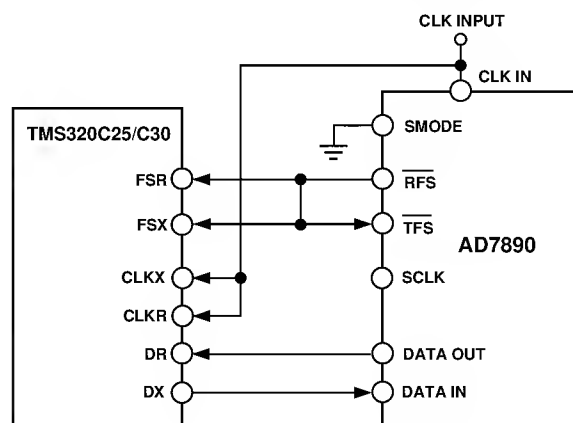 CLK INPUT
CLK IN
TMS320C25/C30
SMODE
FSR
RFS
FSX
TFS
AD7890
CLKX
SCLK
CLKR
DR
DATA OUT
DX
DATA IN